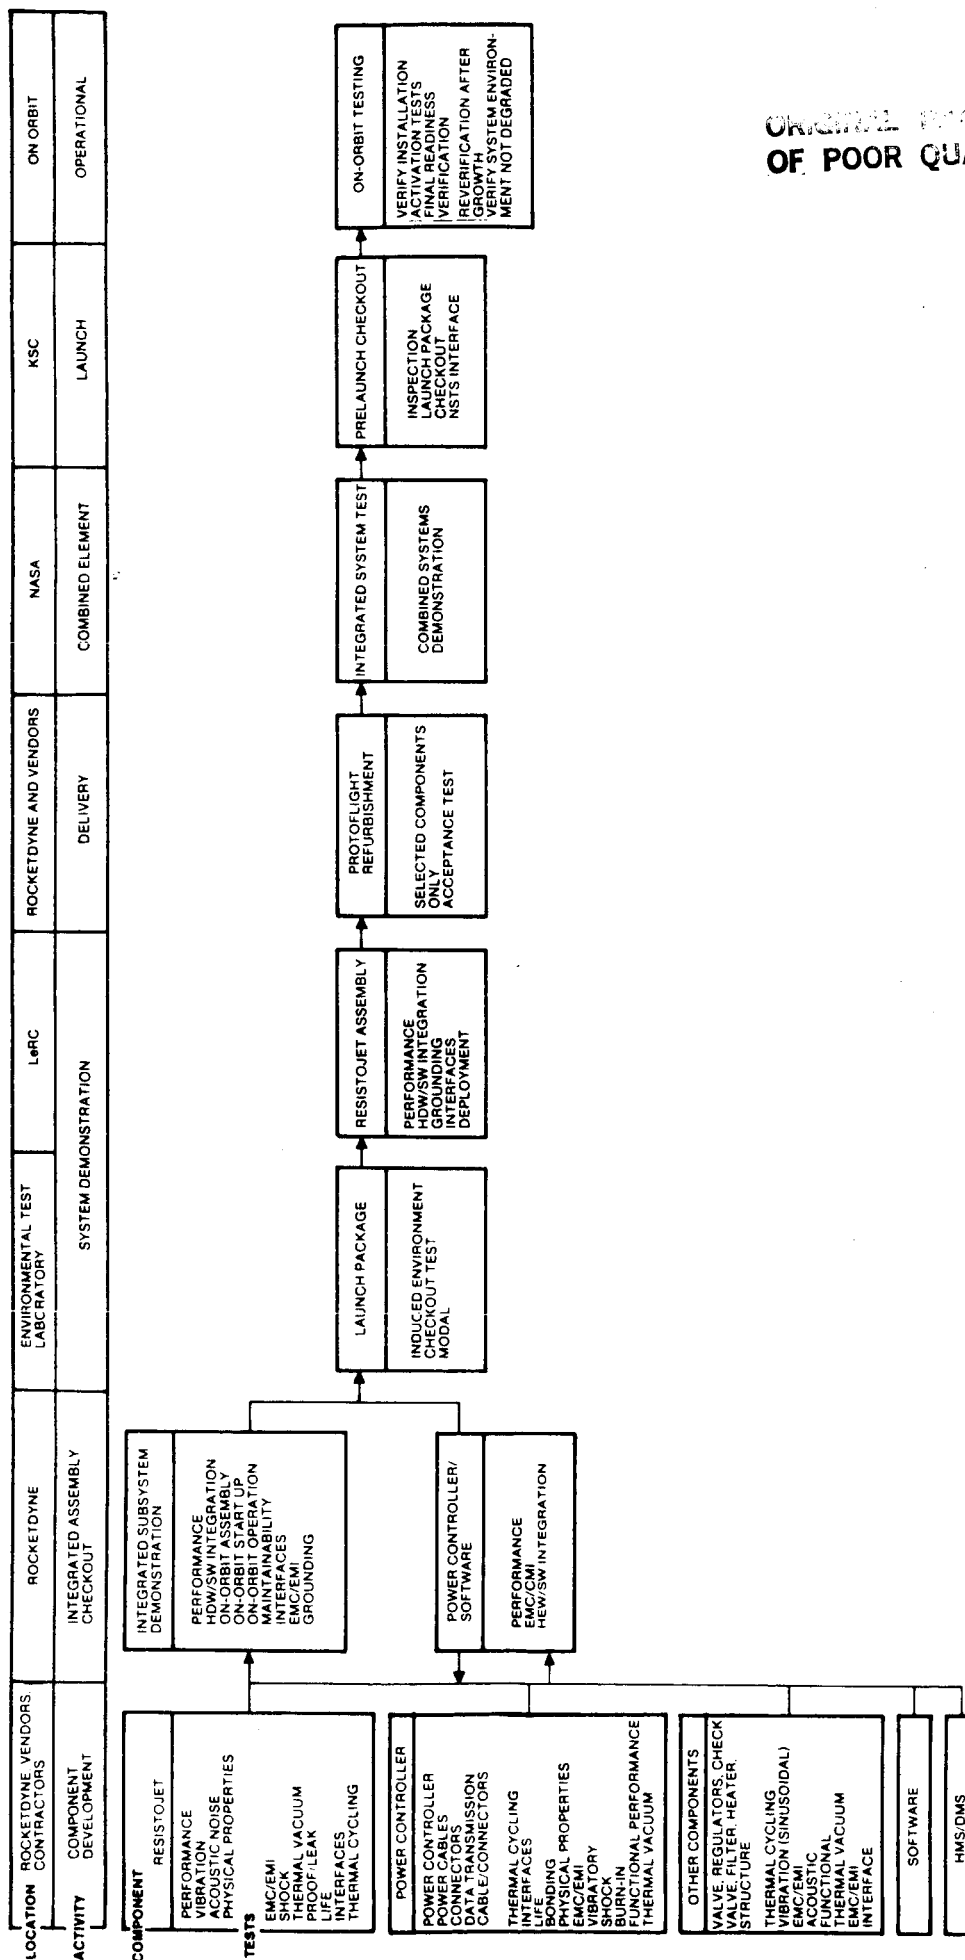 LOCATION
ROCKETDYNE, VENDORS,
CONTRACTORS
ROCKETDYNE
ENVIRONMENTAL TEST
LABCRATORY
LeRC
ROCKETDYNE AND VENDORS
NASA
KSC
ON ORBIT
ACTIVITY
COMPONENT
DEVELOPMENT
INTEGRATED ASSEMBLY
CHECKOUT
SYSTEM DEMONSTRATION
DELIVERY
COMBINED ELEMENT
LAUNCH
OPERATIONAL
COMPONENT
RESISTOJET
TESTS
PERFORMANCE
VIBRATION
ACOUSTIC NOISE
PHYSICAL PROPERTIES
EMC/EMI
SHOCK
THERMAL VACUUM
PROOF/LEAK
LIFE
INTERFACES
THERMAL CYCLING
POWER CONTROLLER
POWER CONTROLLER
POWER CABLES
CONNECTORS
DATA TRANSMISSION
CABLE/CONNECTORS
THERMAL CYCLING
INTERFACES
LIFE
BONDING
PHYSICAL PROPERTIES
EMC/EMI
VIBRATORY
SHOCK
BURN-IN
FUNCTIONAL PERFORMANCE
THERMAL VACUUM
OTHER COMPONENTS
VALVE, REGULATORS, CHECK
VALVE, FILTER, HEATER,
STRUCTURE
THERMAL CYCLING
VIBRATION (SINUSOIDAL)
EMC/EMI
ACOUSTIC
FUNCTIONAL
THERMAL VACUUM
EMC/EMI
INTERFACE
SOFTWARE
HMS/DMS
INTEGRATED SUBSYSTEM
DEMONSTRATION
PERFORMANCE
HDW/SW INTEGRATION
ON-ORBIT ASSEMBLY
ON-ORBIT START UP
ON-ORBIT OPERATION
MAINTAINABILITY
INTERFACES
EMC/EMI
GROUNDING
POWER CONTROLLER/
SOFTWARE
PERFORMANCE
EMC/CMI
HEW/SW INTEGRATION
LAUNCH PACKAGE
INDUCED ENVIRONMENT
CHECKOUT TEST
MODAL
RESISTOJET ASSEMBLY
PERFORMANCE
HDW/SW INTEGRATION
GROUNDING
INTERFACES
DEPLOYMENT
PROTOFLIGHT
REFURBISHMENT
SELECTED COMPONENTS
ONLY
ACCEPTANCE TEST
INTEGRATED SYSTEM TEST
COMBINED SYSTEMS
DEMONSTRATION
PRELAUNCH CHECKOUT
INSPECTION
LAUNCH PACKAGE
CHECKOUT
NSTS INTERFACE
ON-ORBIT TESTING
VERIFY INSTALLATION
ACTIVATION TESTS
FINAL READINESS
VERIFICATION
REVERIFICATION AFTER
GROWTH
VERIFY SYSTEM ENVIRON-
MENT NOT DEGRADED
ORIGINAL
OF POOR